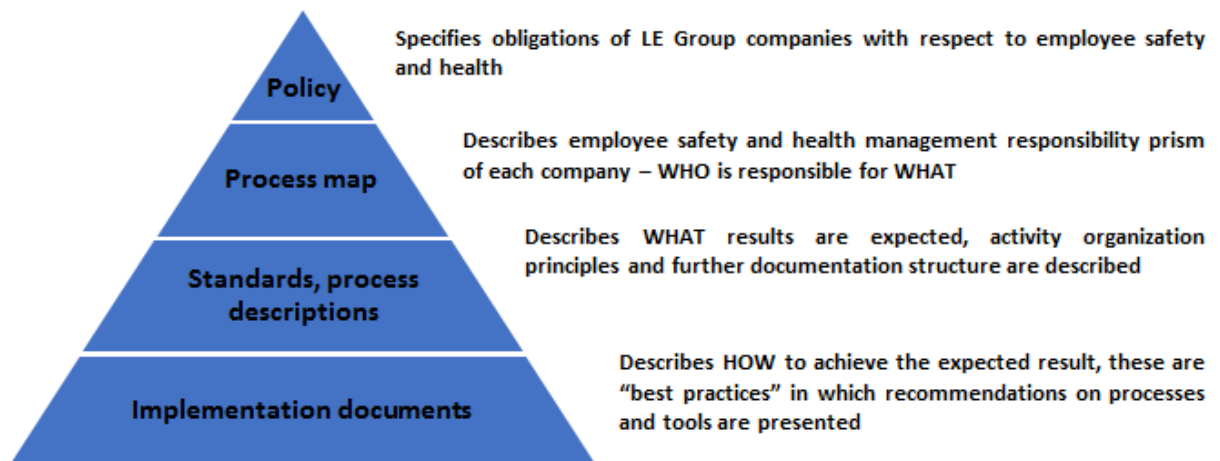 Specifies obligations of LE Group companies with respect to employee safety
and health
Policy
Describes employee safety and health management responsibility prism
of each company – WHO is responsible for WHAT
Process map
Describes WHAT results are expected, activity organization
principles and further documentation structure are described
Standards, process
descriptions
Describes HOW to achieve the expected result, these are
“best practices” in which recommendations on processes
and tools are presented
Implementation documents